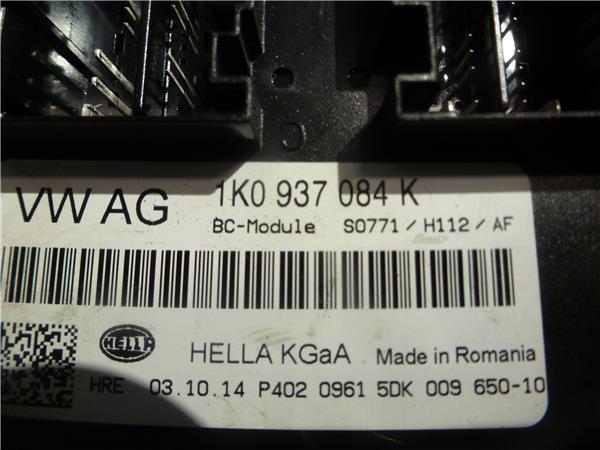 C
VW AG 1K0 937 084 K
BC-Module S0771 / H112 / AF
HELLA
HELLA KGaA Made in Romania
HRE 03.10.14 P402 0961 5DK 009 650-10